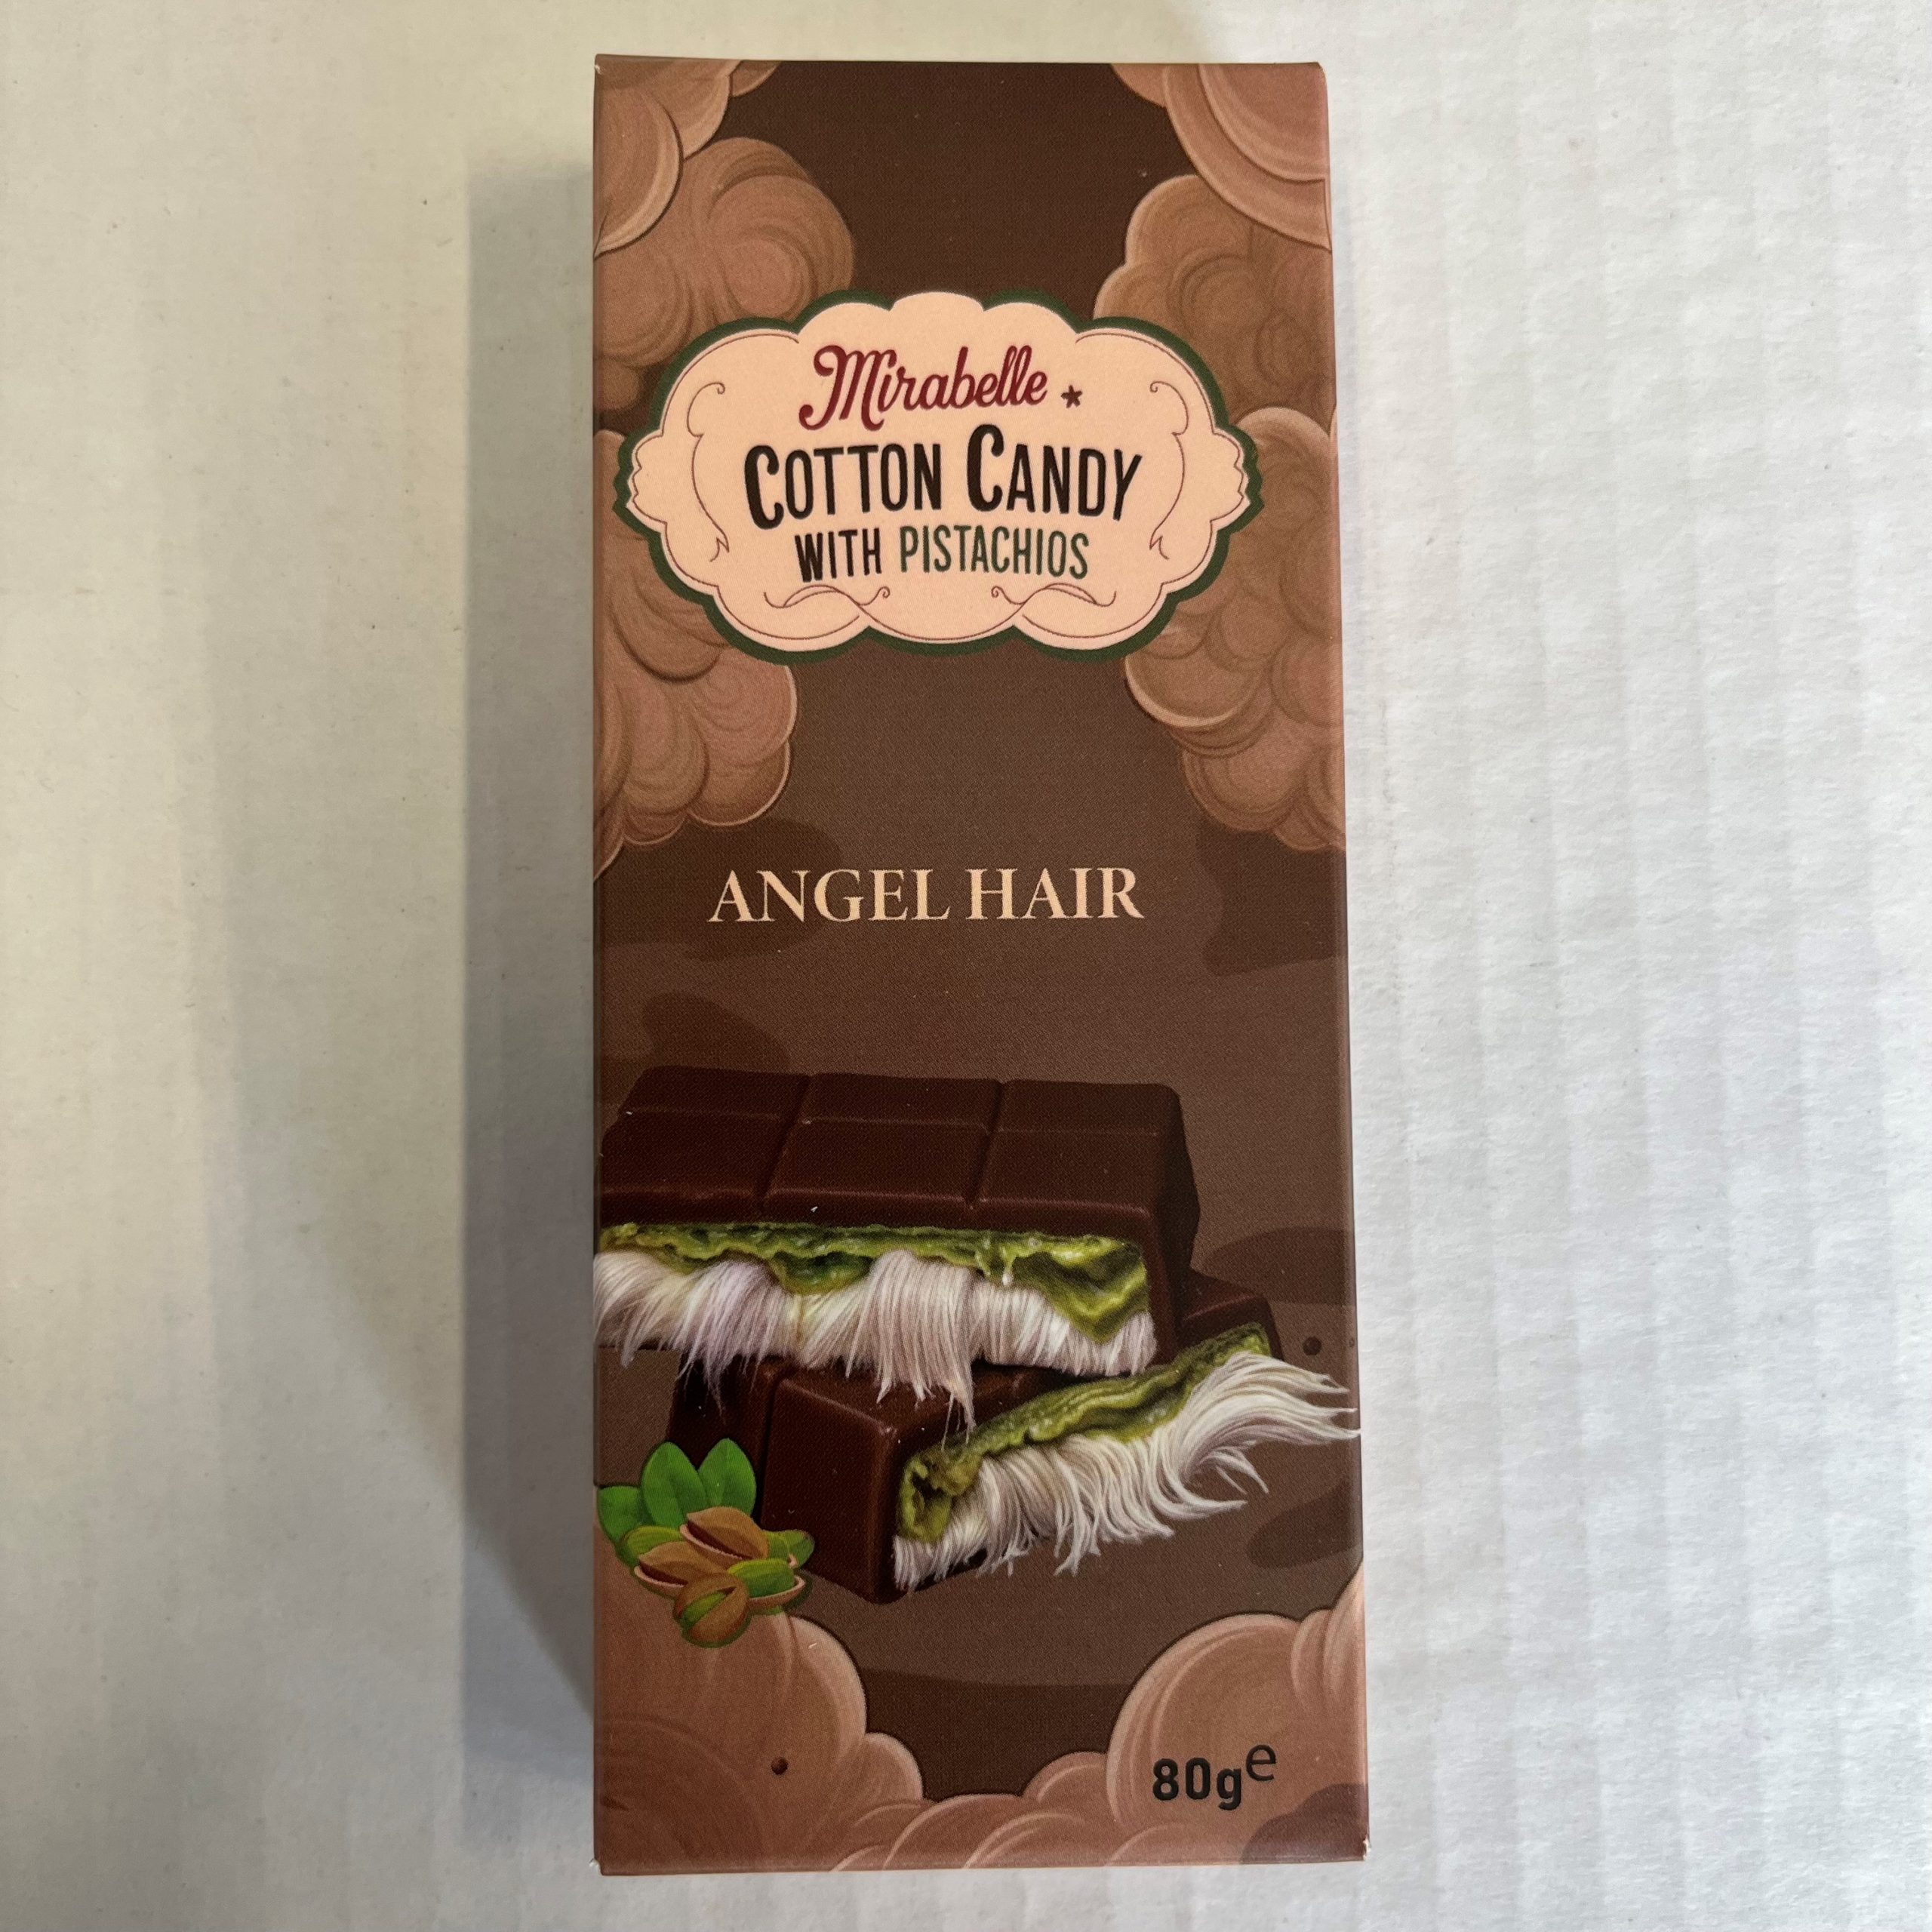 Mirabelle
COTTON CANDY
WITH PISTACHIOS
ANGEL HAIR
80g e